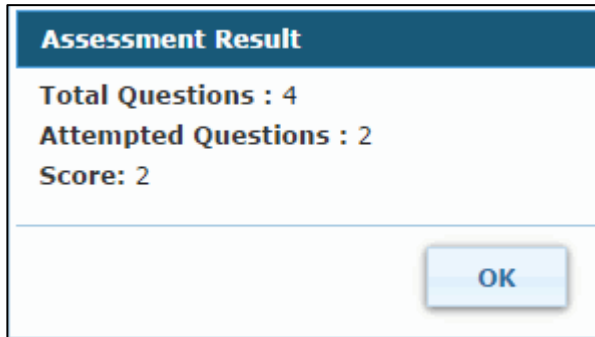 Assessment Result
Total Questions : 4
Attempted Questions : 2
Score: 2
OK